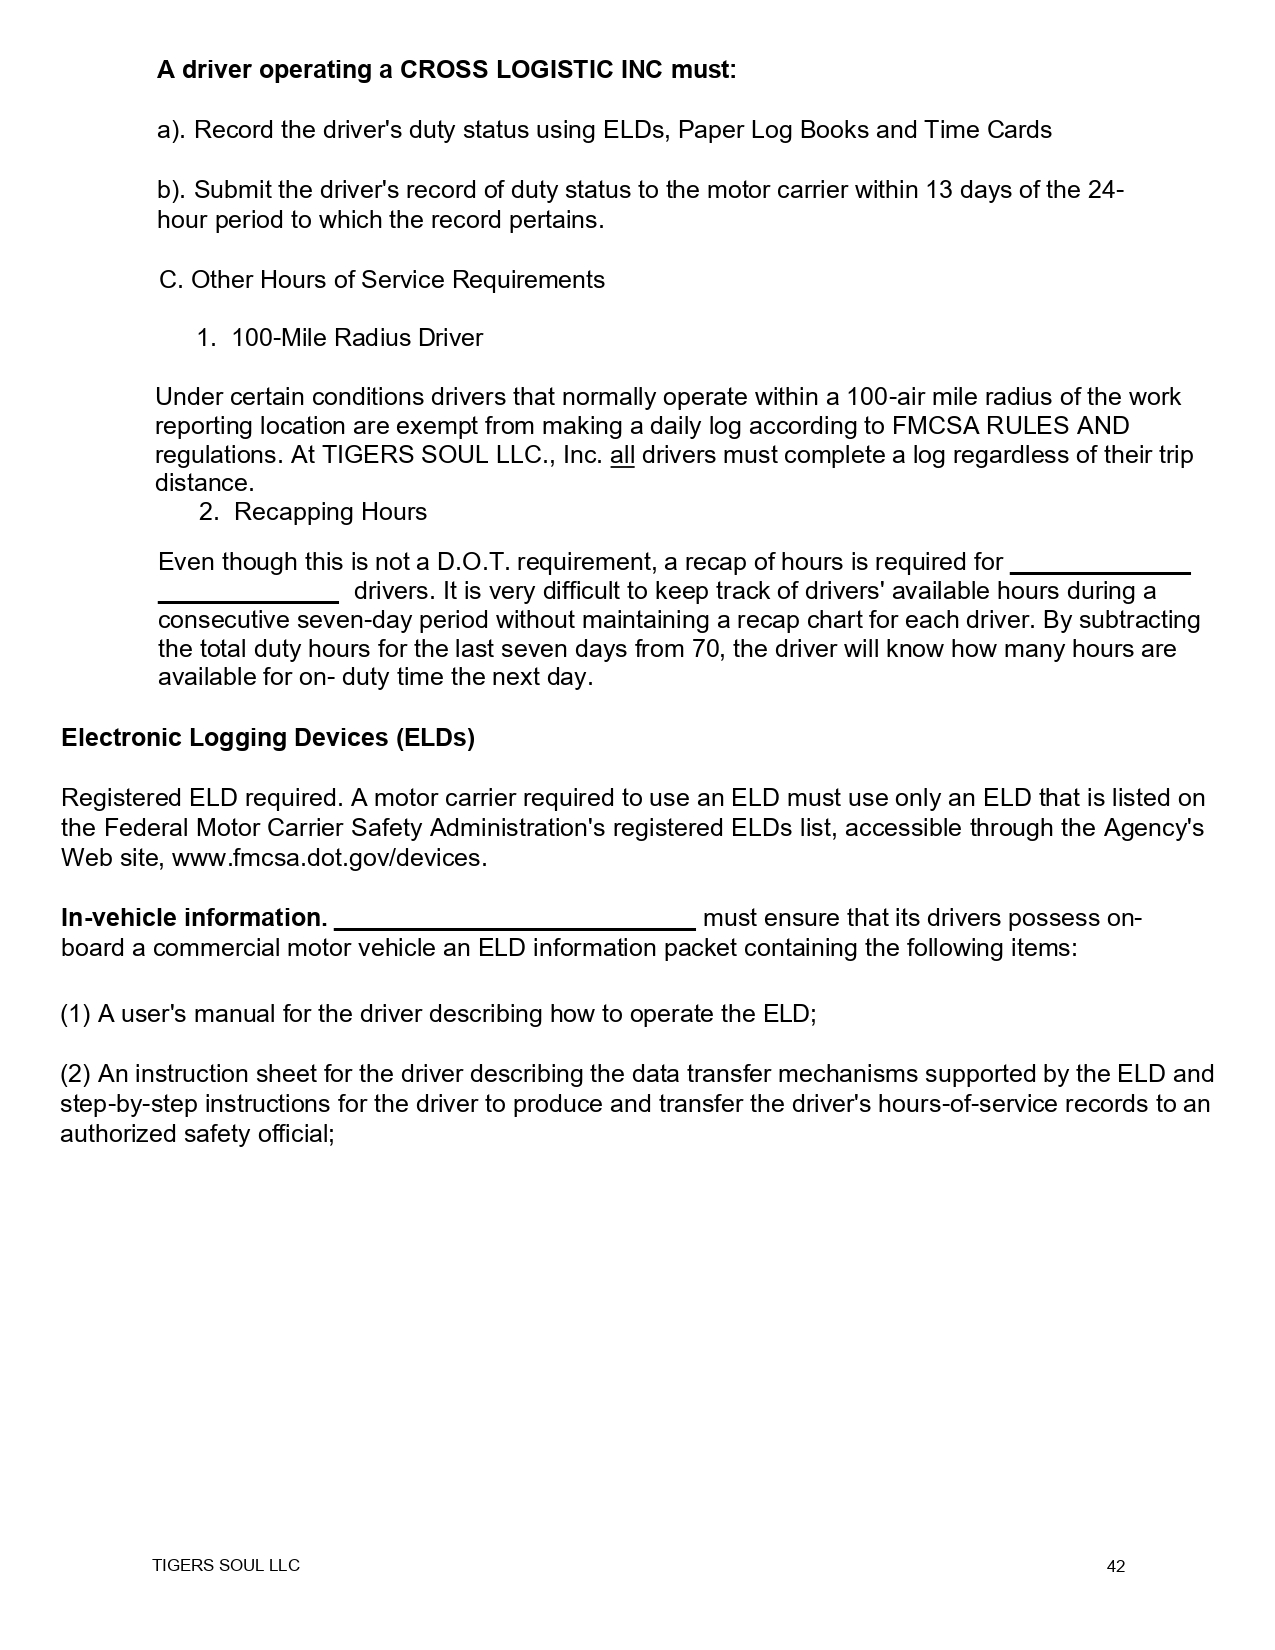 A driver operating a CROSS LOGISTIC INC must:
a). Record the driver's duty status using ELDs, Paper Log Books and Time Cards
b). Submit the driver's record of duty status to the motor carrier within 13 days of the 24-
hour period to which the record pertains.
C. Other Hours of Service Requirements
1. 100-Mile Radius Driver
Under certain conditions drivers that normally operate within a 100-air mile radius of the work
reporting location are exempt from making a daily log according to FMCSA RULES AND
regulations. At TIGERS SOUL LLC., Inc. all drivers must complete a log regardless of their trip
distance.
2. Recapping Hours
Even though this is not a D.O.T. requirement, a recap of hours is required for _____________
_____________ drivers. It is very difficult to keep track of drivers' available hours during a
consecutive seven-day period without maintaining a recap chart for each driver. By subtracting
the total duty hours for the last seven days from 70, the driver will know how many hours are
available for on- duty time the next day.
Electronic Logging Devices (ELDs)
Registered ELD required. A motor carrier required to use an ELD must use only an ELD that is listed on
the Federal Motor Carrier Safety Administration's registered ELDs list, accessible through the Agency's
Web site, www.fmcsa.dot.gov/devices.
In-vehicle information. __________________________ must ensure that its drivers possess on-
board a commercial motor vehicle an ELD information packet containing the following items:
(1) A user's manual for the driver describing how to operate the ELD;
(2) An instruction sheet for the driver describing the data transfer mechanisms supported by the ELD and
step-by-step instructions for the driver to produce and transfer the driver's hours-of-service records to an
authorized safety official;
TIGERS SOUL LLC 42